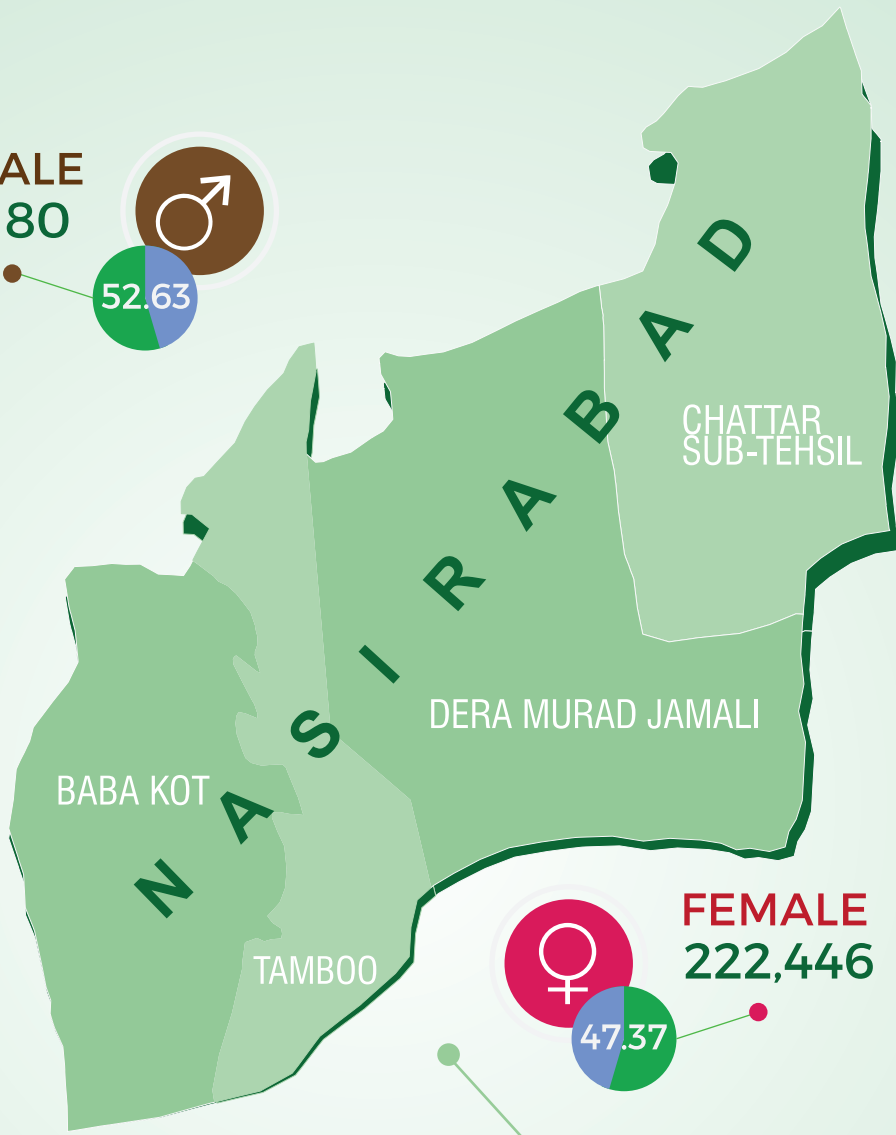 ALE
80
52.63
CHATTAR
SUB-TEHSIL
NASIRABAD
DERA MURAD JAMALI
BABA KOT
TAMBOO
FEMALE
222,446
47.37